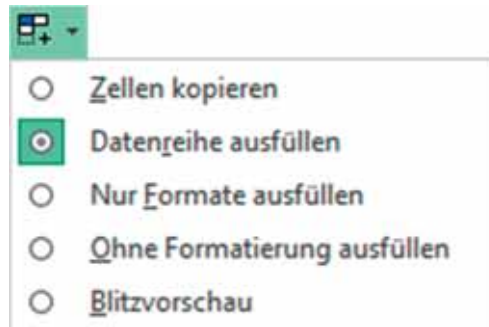 Zellen kopieren
Datenreihe ausfüllen
Nur Formate ausfüllen
Ohne Formatierung ausfüllen
Blitzvorschau